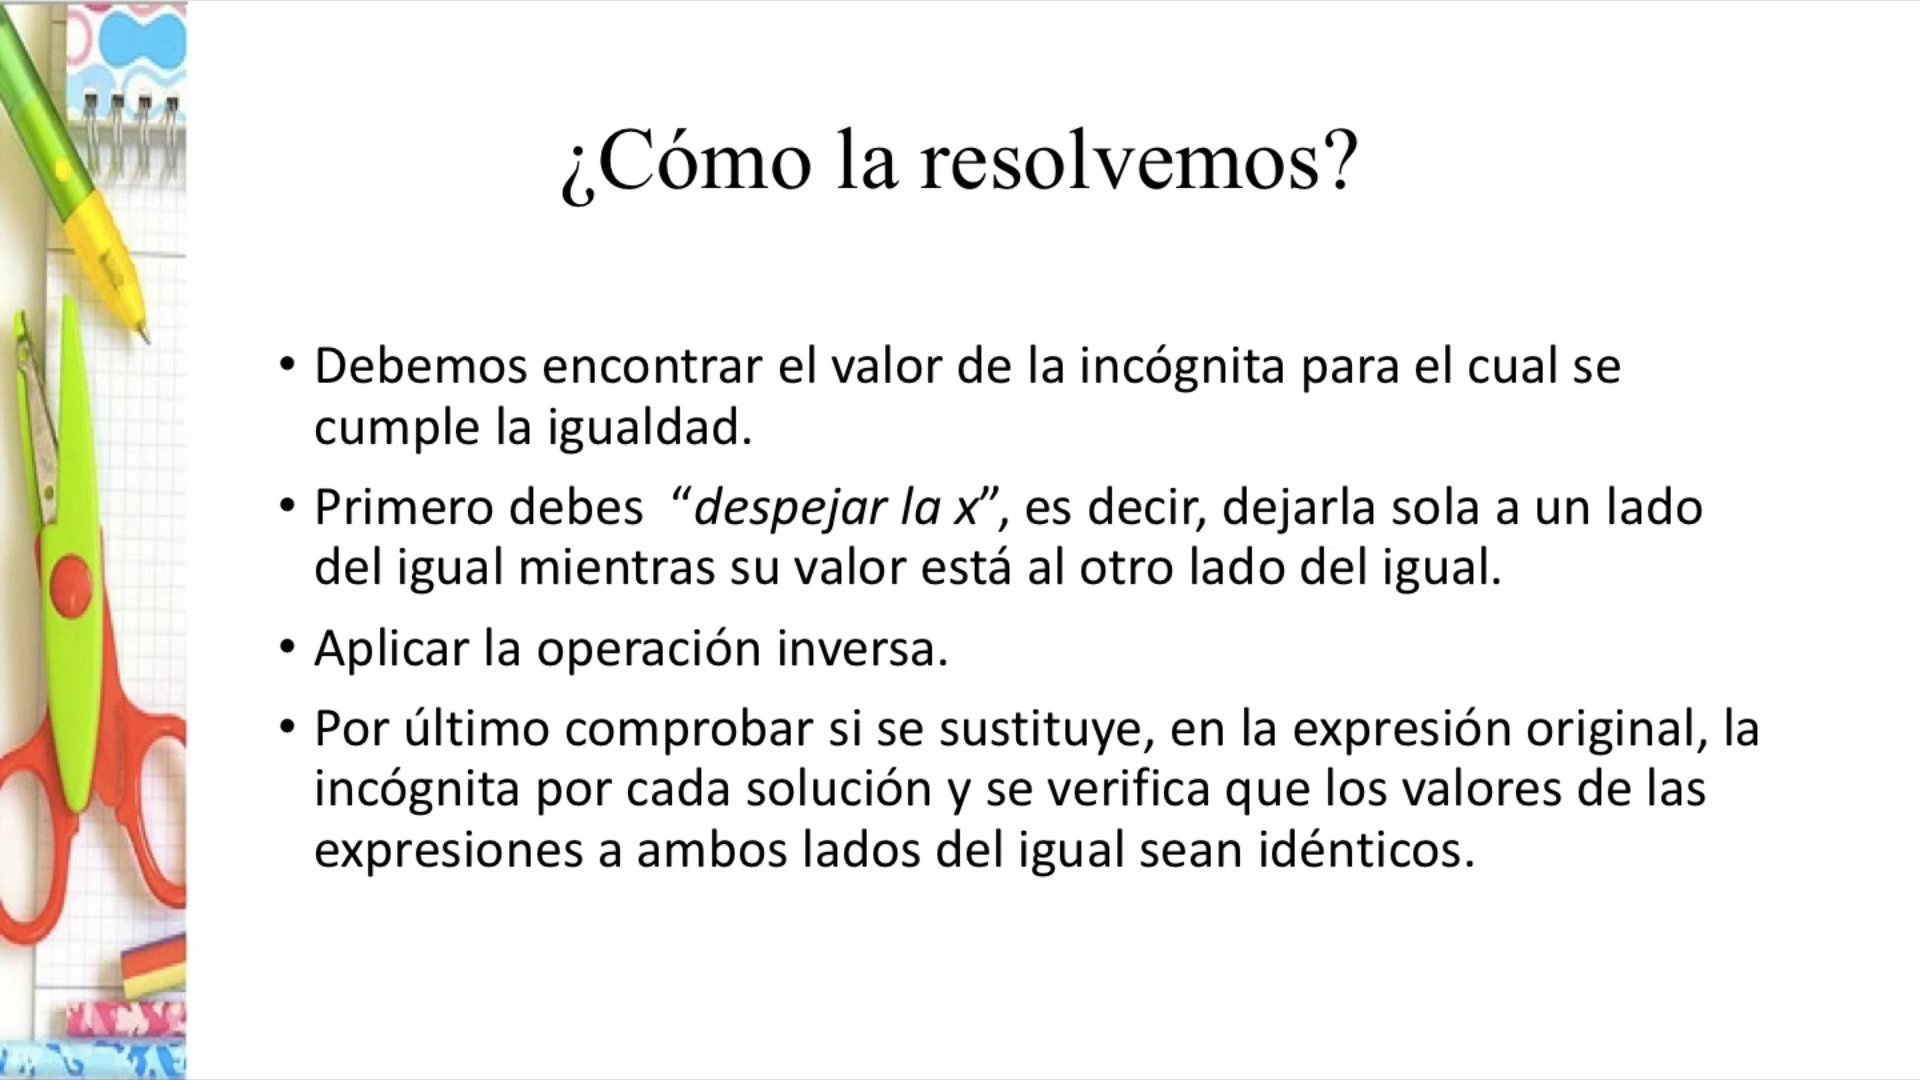 ¿Cómo la resolvemos?
• Debemos encontrar el valor de la incógnita para el cual se
cumple la igualdad.
• Primero debes “despejar la x”, es decir, dejarla sola a un lado
del igual mientras su valor está al otro lado del igual.
• Aplicar la operación inversa.
• Por último comprobar si se sustituye, en la expresión original, la
incógnita por cada solución y se verifica que los valores de las
expresiones a ambos lados del igual sean idénticos.